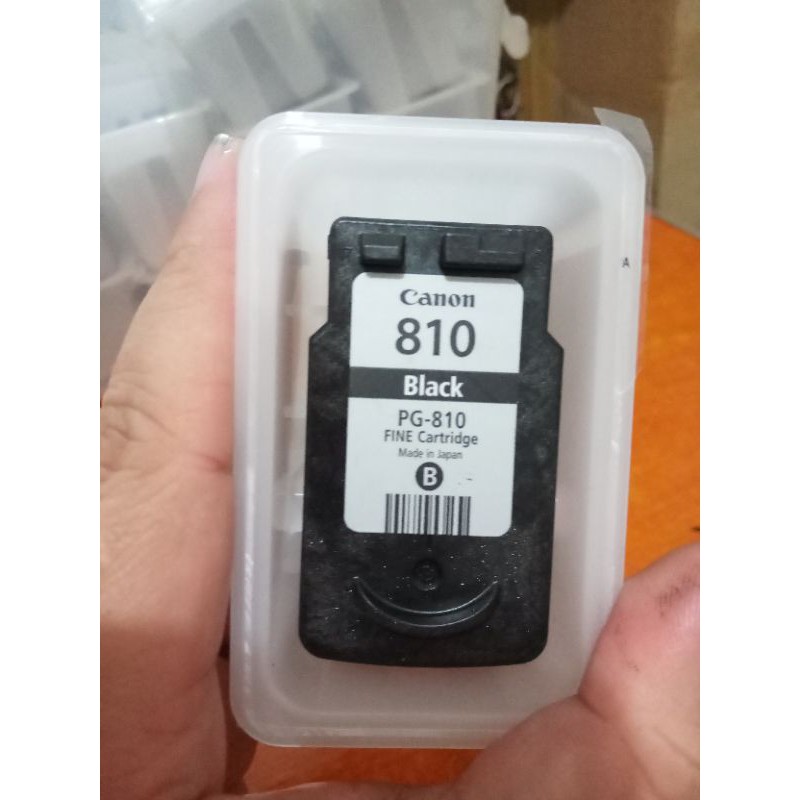 Canon
810
Black
PG-810
FINE Cartridge
Made in Japan
B
A